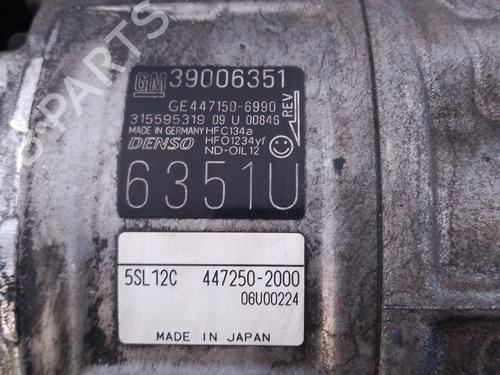 B-PARTS
GM 39006351
GE447150-6990
315595319 09 U 00846
MADE IN GERMANY HFC134a
DENSO HFO1234yf
ND-OIL12
REV
6351U
5SL12C 447250-2000
06U00224
MADE IN JAPAN